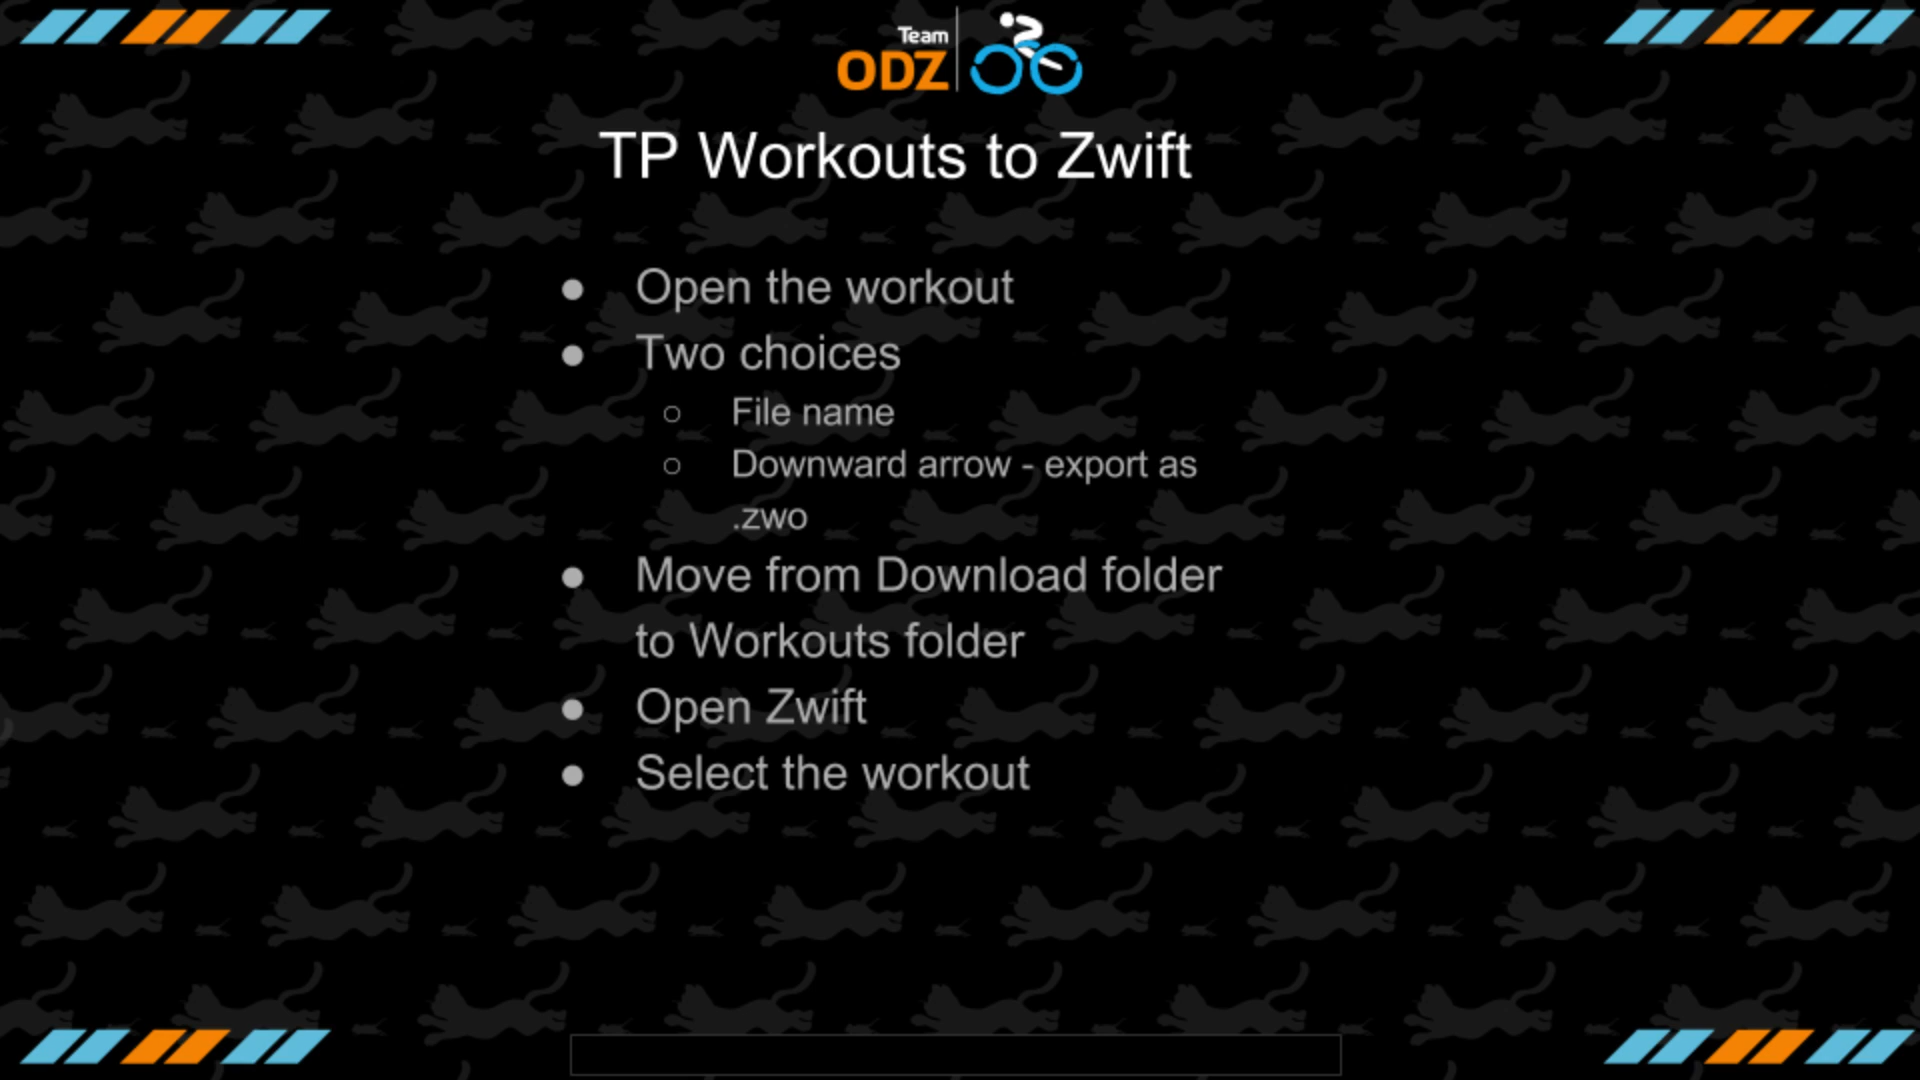 Team
ODZ
TP Workouts to Zwift
● Open the workout
● Two choices
○ File name
○ Downward arrow - export as
.zwo
● Move from Download folder
to Workouts folder
● Open Zwift
● Select the workout